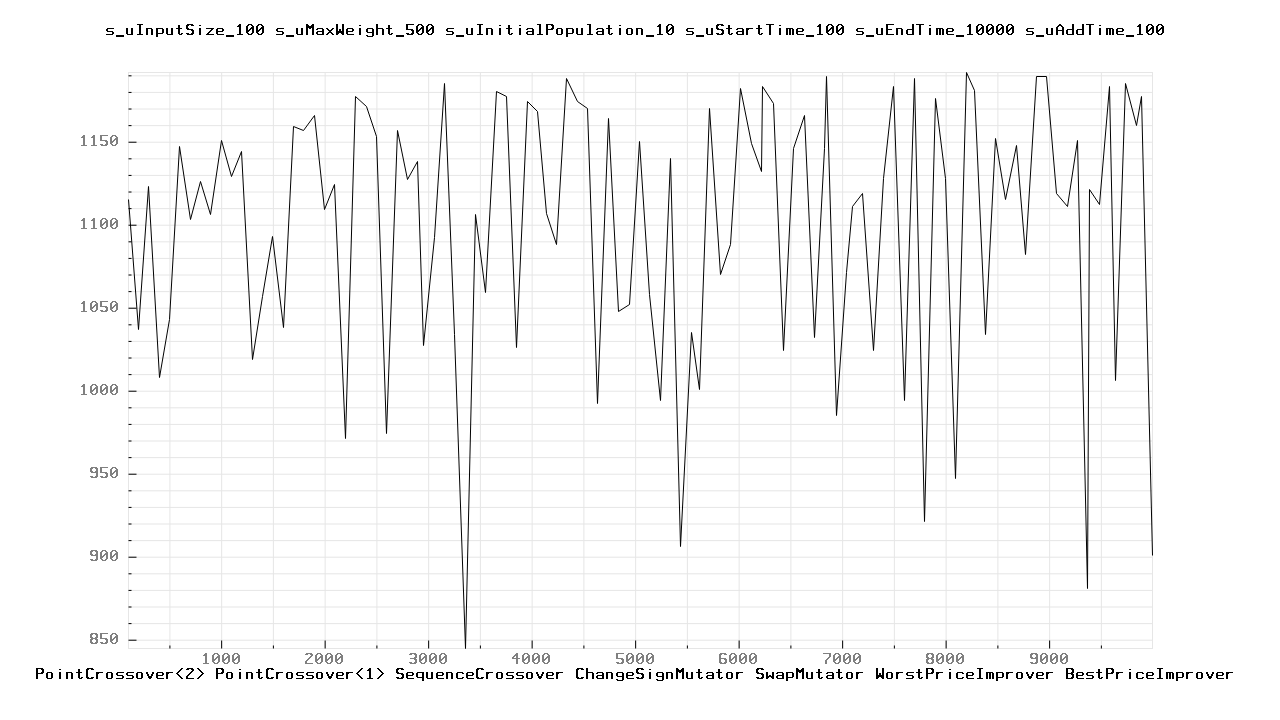 s_uInputSize_100 s_uMaxWeight_500 s_uInitialPopulation_10 s_uStartTime_100 s_uEndTime_10000 s_uAddTime_100
1150
1100
1050
1000
950
900
850
1000 2000 3000 4000 5000 6000 7000 8000 9000
PointCrossover<2> PointCrossover<1> SequenceCrossover ChangeSignMutator SwapMutator WorstPriceImprover BestPriceImprover